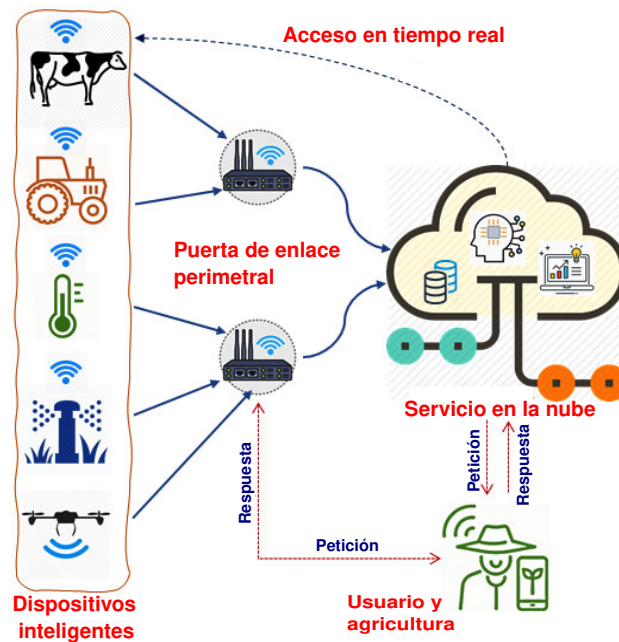 Acceso en tiempo real
Puerta de enlace
perimetral
Servicio en la nube
Respuesta
Petición
Petición
Respuesta
Dispositivos
inteligentes
Usuario y
agricultura